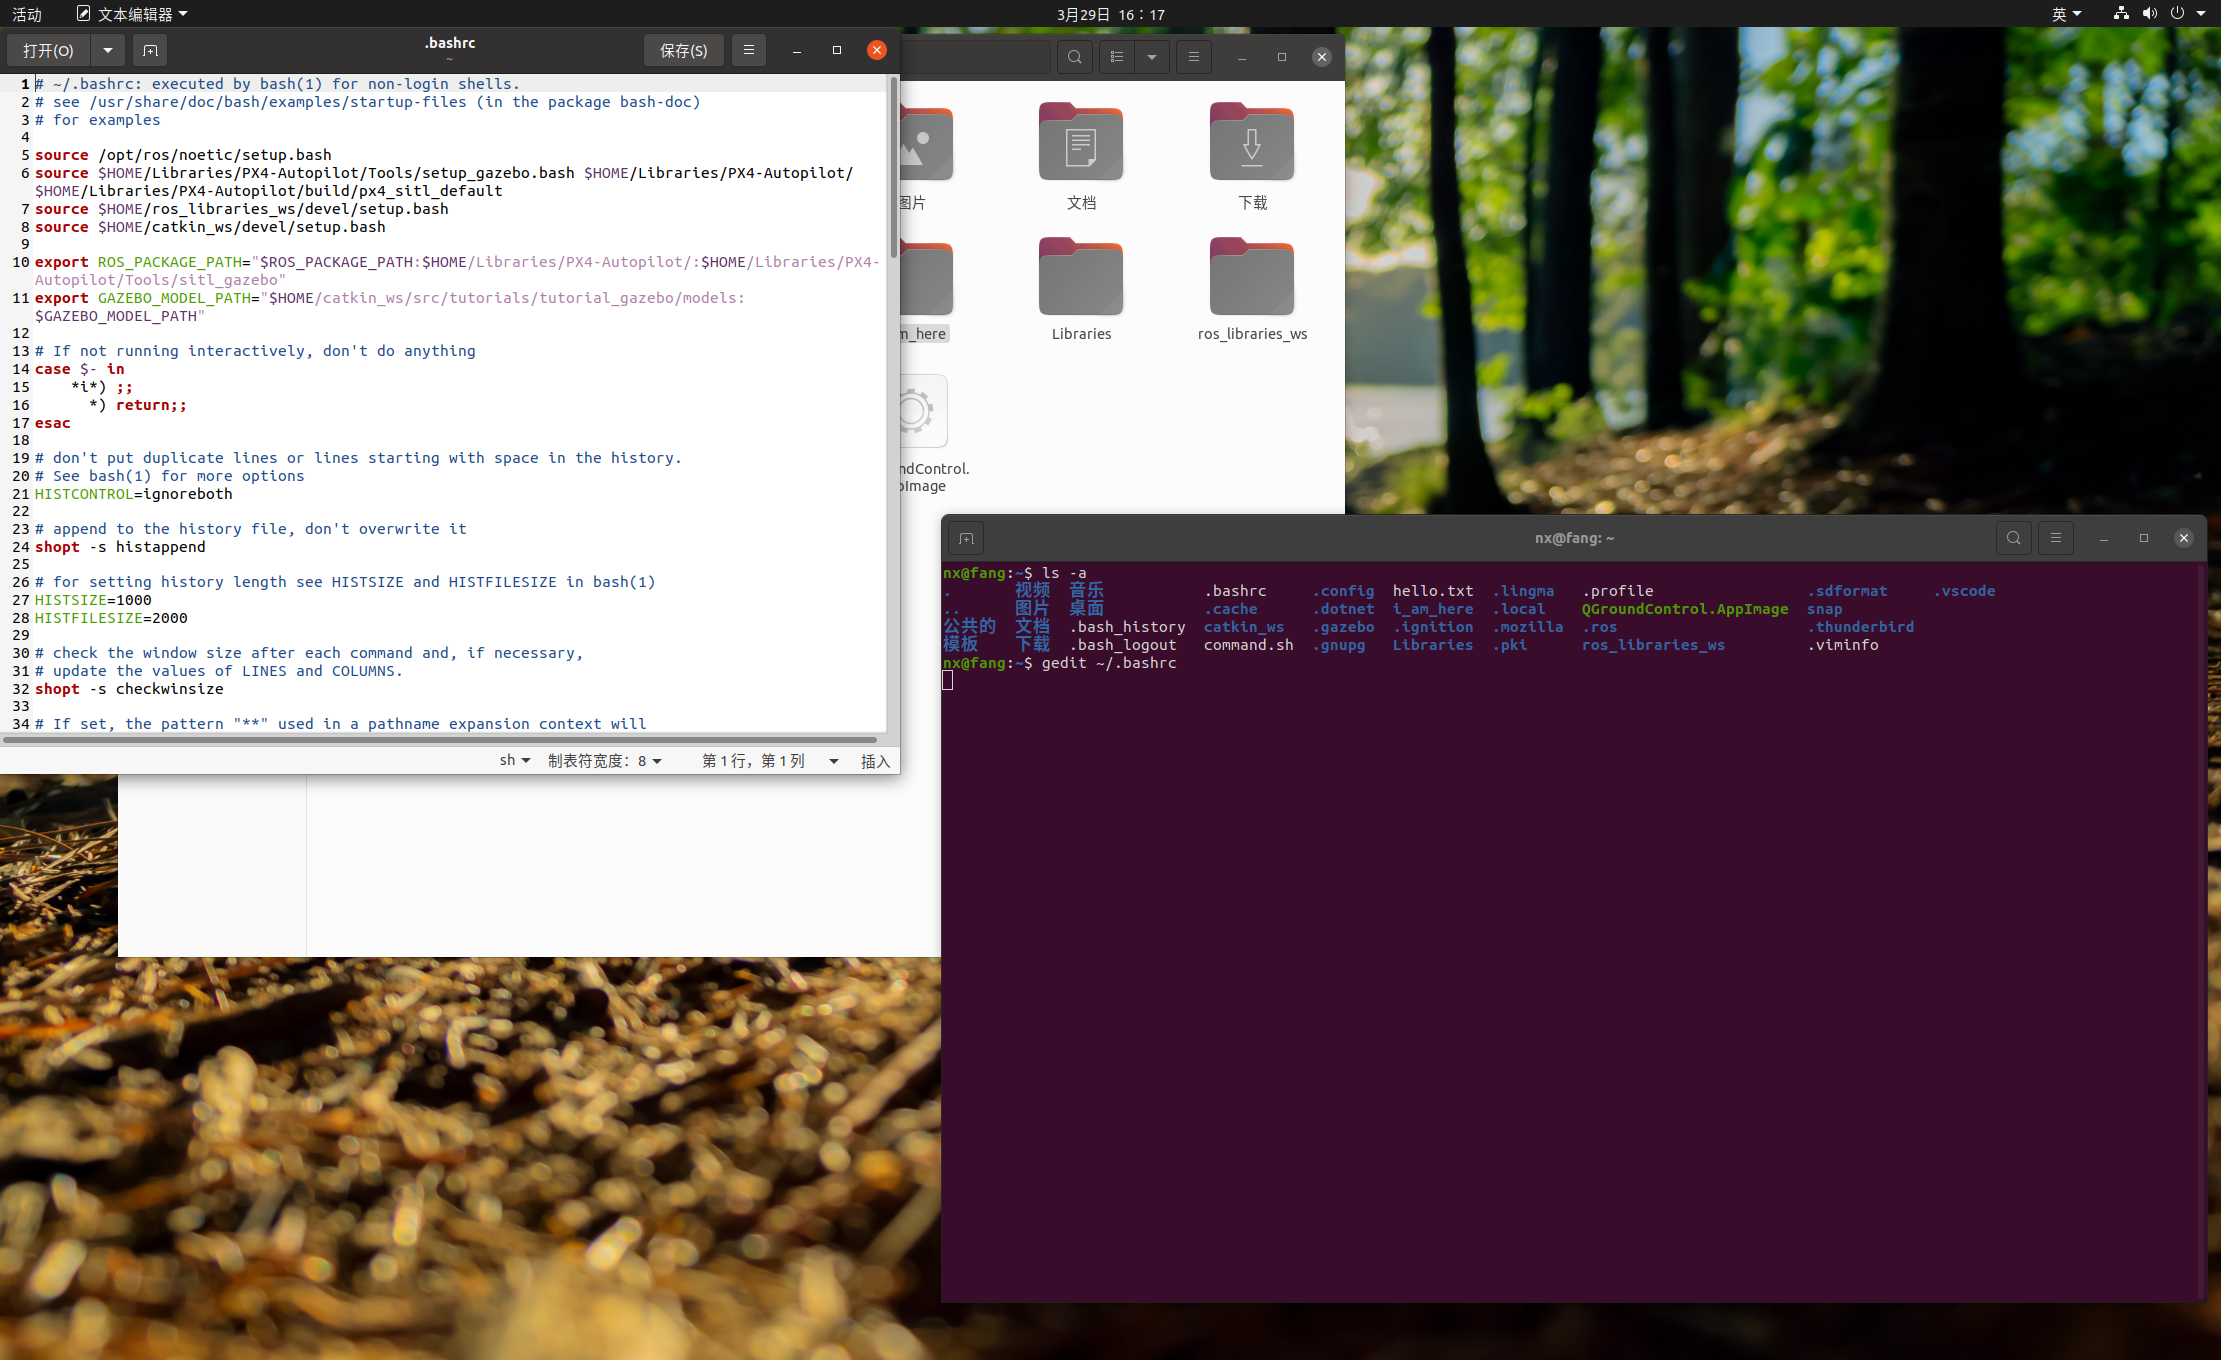 活动 文本编辑器 3月29日 16：17 英
打开(O) .bashrc ~ 保存(S)
1 # ~/.bashrc: executed by bash(1) for non-login shells.
2 # see /usr/share/doc/bash/examples/startup-files (in the package bash-doc)
3 # for examples
4
5 source /opt/ros/noetic/setup.bash
6 source $HOME/Libraries/PX4-Autopilot/Tools/setup_gazebo.bash $HOME/Libraries/PX4-Autopilot/
$HOME/Libraries/PX4-Autopilot/build/px4_sitl_default
7 source $HOME/ros_libraries_ws/devel/setup.bash
8 source $HOME/catkin_ws/devel/setup.bash
9
10 export ROS_PACKAGE_PATH="$ROS_PACKAGE_PATH:$HOME/Libraries/PX4-Autopilot/:$HOME/Libraries/PX4-
Autopilot/Tools/sitl_gazebo"
11 export GAZEBO_MODEL_PATH="$HOME/catkin_ws/src/tutorials/tutorial_gazebo/models:
$GAZEBO_MODEL_PATH"
12
13 # If not running interactively, don't do anything
14 case $- in
15     *i*) ;;
16       *) return;;
17 esac
18
19 # don't put duplicate lines or lines starting with space in the history.
20 # See bash(1) for more options
21 HISTCONTROL=ignoreboth
22
23 # append to the history file, don't overwrite it
24 shopt -s histappend
25
26 # for setting history length see HISTSIZE and HISTFILESIZE in bash(1)
27 HISTSIZE=1000
28 HISTFILESIZE=2000
29
30 # check the window size after each command and, if necessary,
31 # update the values of LINES and COLUMNS.
32 shopt -s checkwinsize
33
34 # If set, the pattern "**" used in a pathname expansion context will
sh 制表符宽度：8 第 1 行，第 1 列 插入
图片 文档 下载
m_here Libraries ros_libraries_ws
ndControl.
pImage
nx@fang: ~
nx@fang:~$ ls -a
. 视频 音乐 .bashrc .config hello.txt .lingma .profile .sdformat .vscode
.. 图片 桌面 .cache .dotnet i_am_here .local QGroundControl.AppImage snap
公共的 文档 .bash_history catkin_ws .gazebo .ignition .mozilla .ros .thunderbird
模板 下载 .bash_logout command.sh .gnupg Libraries .pki ros_libraries_ws .viminfo
nx@fang:~$ gedit ~/.bashrc